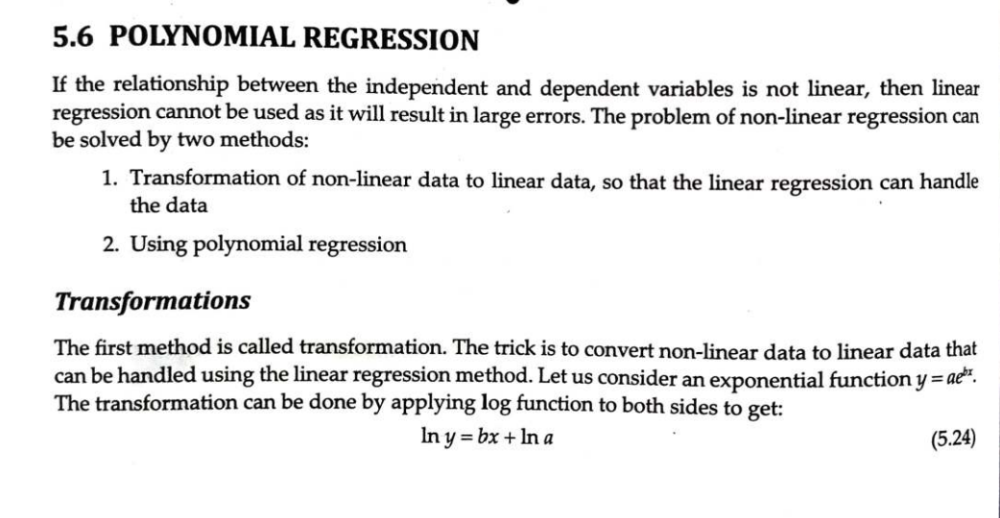 5.6 POLYNOMIAL REGRESSION
If the relationship between the independent and dependent variables is not linear, then linear
regression cannot be used as it will result in large errors. The problem of non-linear regression can
be solved by two methods:
1. Transformation of non-linear data to linear data, so that the linear regression can handle
the data
2. Using polynomial regression
Transformations
The first method is called transformation. The trick is to convert non-linear data to linear data that
can be handled using the linear regression method. Let us consider an exponential function y = ae^{bx}.
The transformation can be done by applying log function to both sides to get:
ln y = bx + ln a (5.24)